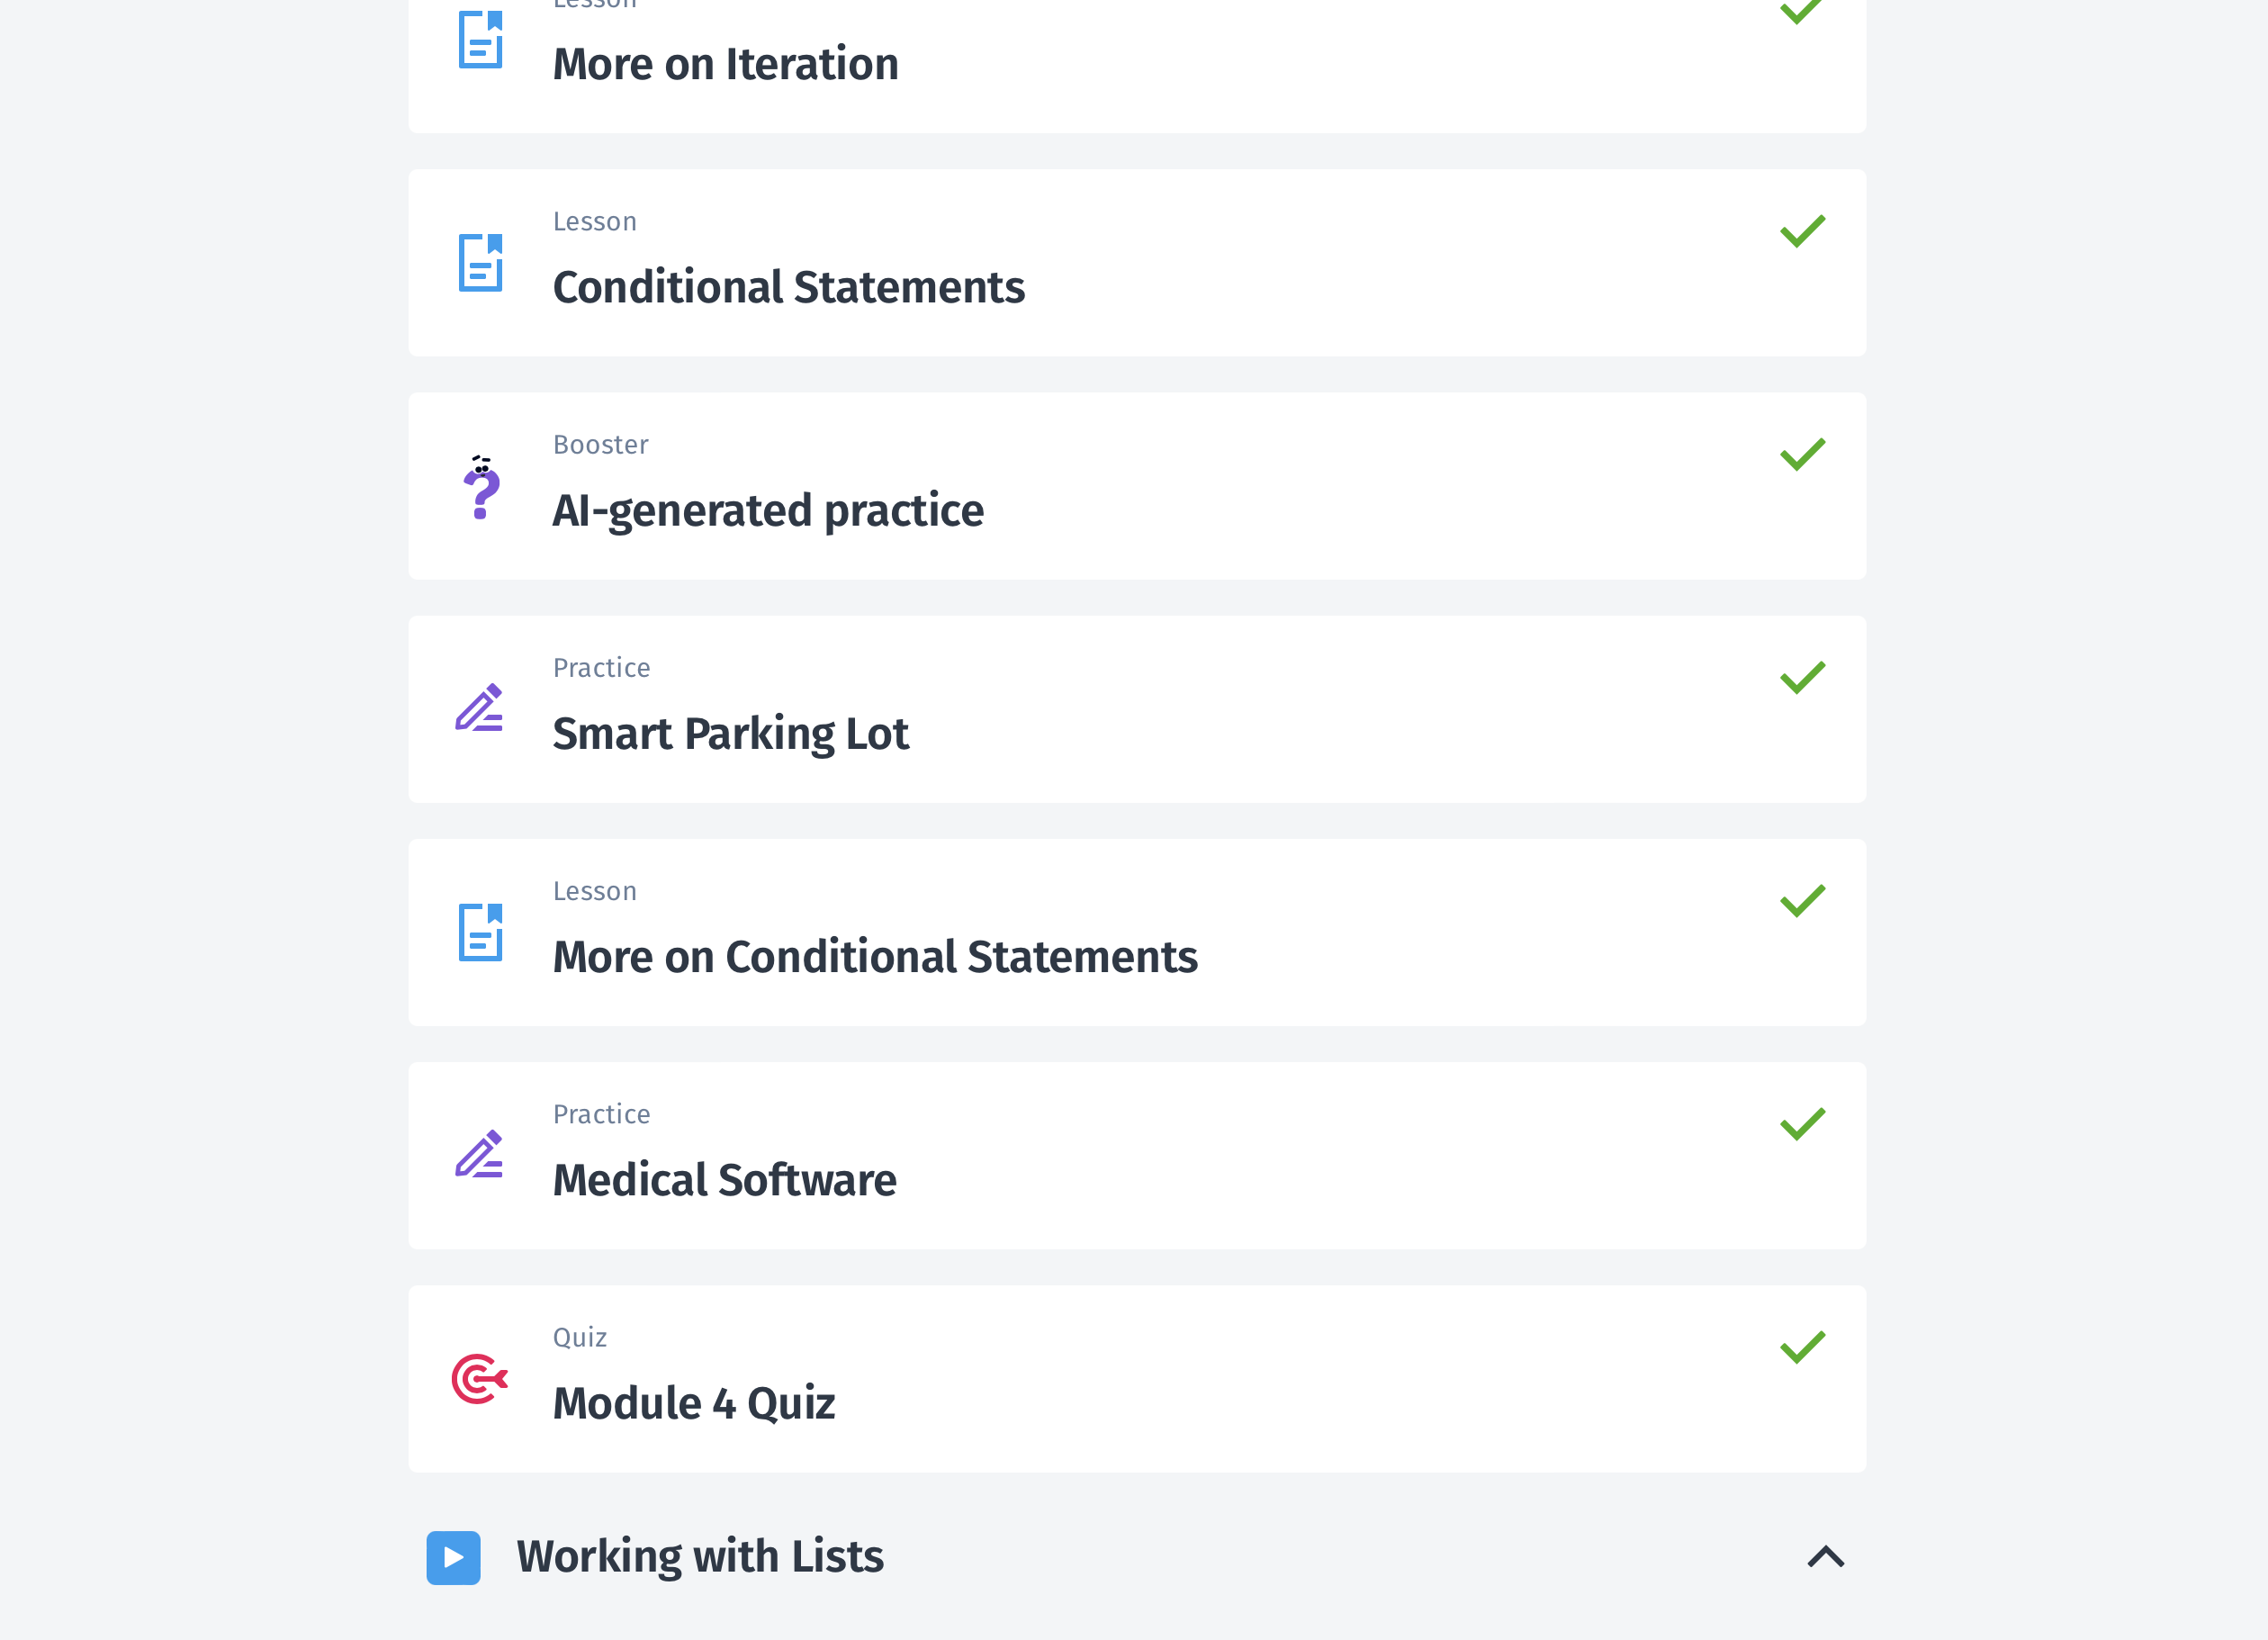 Lesson
More on Iteration
Lesson
Conditional Statements
Booster
AI-generated practice
Practice
Smart Parking Lot
Lesson
More on Conditional Statements
Practice
Medical Software
Quiz
Module 4 Quiz
Working with Lists